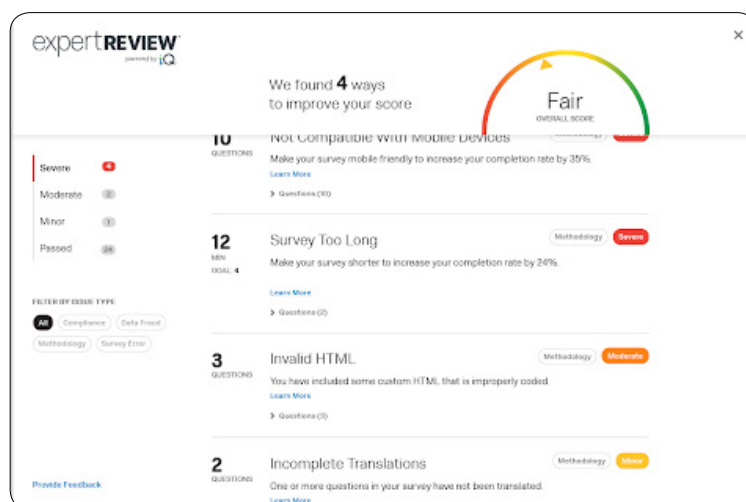 expertREVIEW
powered by iQ
We found 4 ways
to improve your score
Fair
OVERALL SCORE
Severe 4
Moderate 2
Minor 1
Passed 24
FILTER BY ISSUE TYPE
All Compliance Data Fraud
Methodology Survey Error
Provide Feedback
10 Not Compatible With Mobile Devices Methodology Severe
QUESTIONS
Make your survey mobile friendly to increase your completion rate by 35%.
Learn More
Questions (10)
12 Survey Too Long Methodology Severe
MIN
GOAL: 4
Make your survey shorter to increase your completion rate by 24%.
Learn More
Questions (2)
3 Invalid HTML Methodology Moderate
QUESTIONS
You have included some custom HTML that is improperly coded.
Learn More
Questions (3)
2 Incomplete Translations Methodology Minor
QUESTIONS
One or more questions in your survey have not been translated.
Learn More